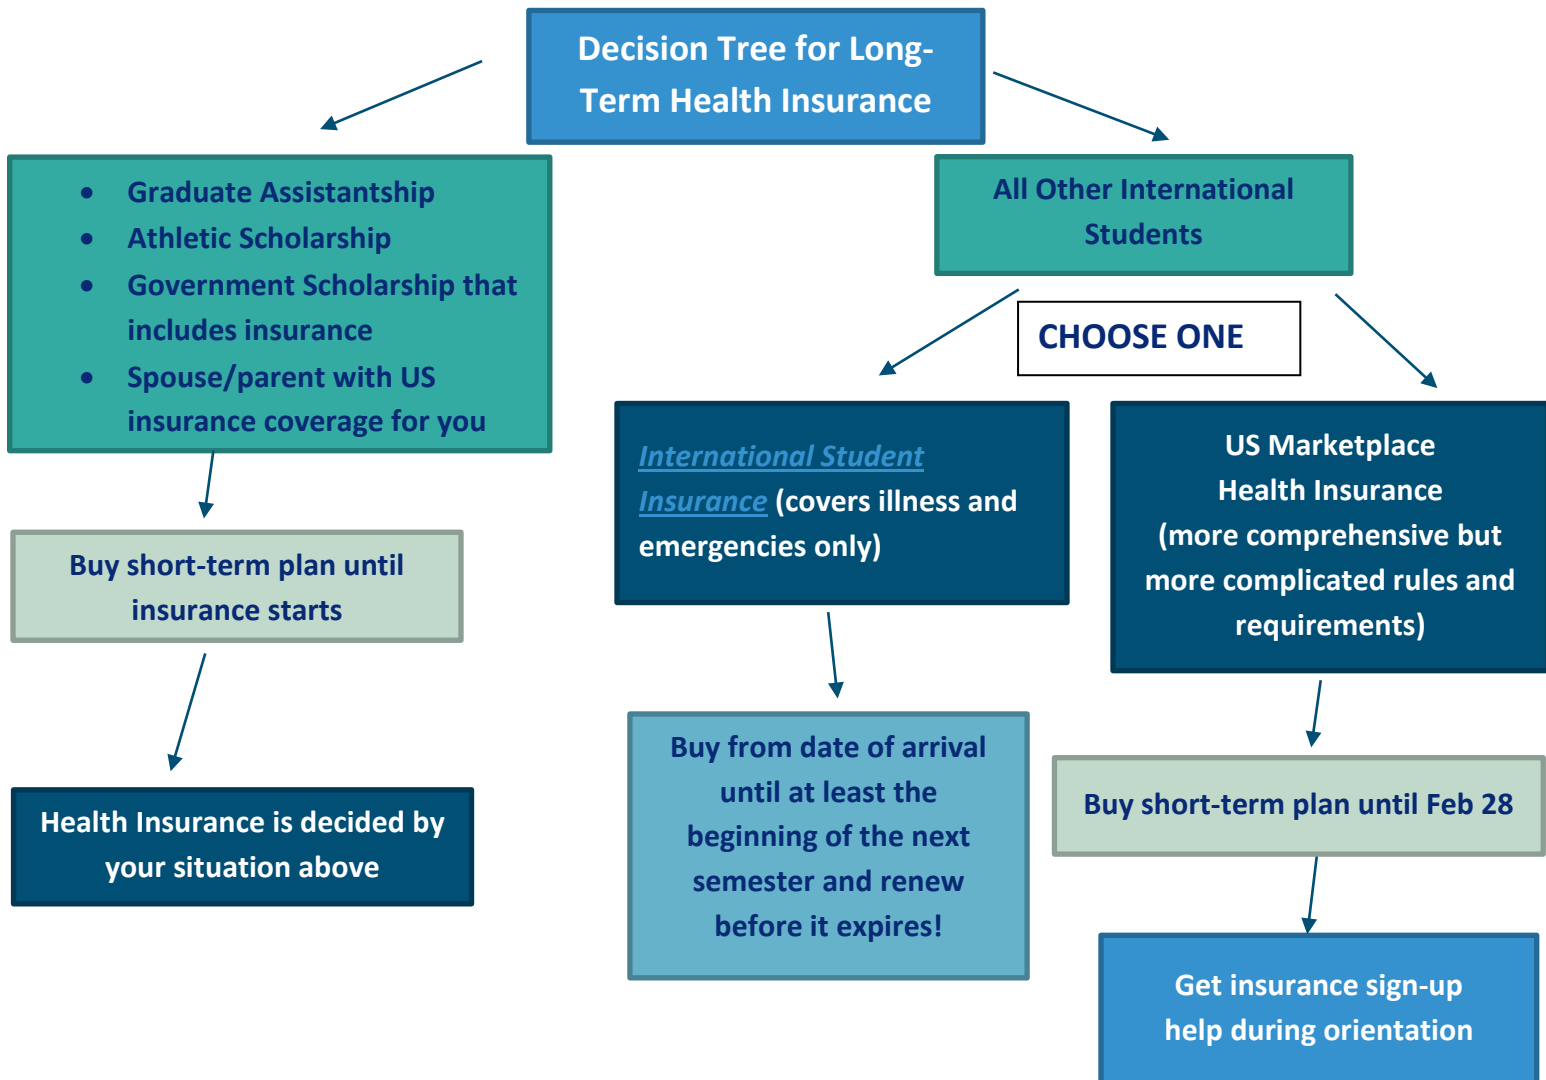 Decision Tree for Long-
Term Health Insurance
• Graduate Assistantship
• Athletic Scholarship
• Government Scholarship that
includes insurance
• Spouse/parent with US
insurance coverage for you
Buy short-term plan until
insurance starts
Health Insurance is decided by
your situation above
All Other International
Students
CHOOSE ONE
International Student
Insurance (covers illness and
emergencies only)
Buy from date of arrival
until at least the
beginning of the next
semester and renew
before it expires!
US Marketplace
Health Insurance
(more comprehensive but
more complicated rules and
requirements)
Buy short-term plan until Feb 28
Get insurance sign-up
help during orientation